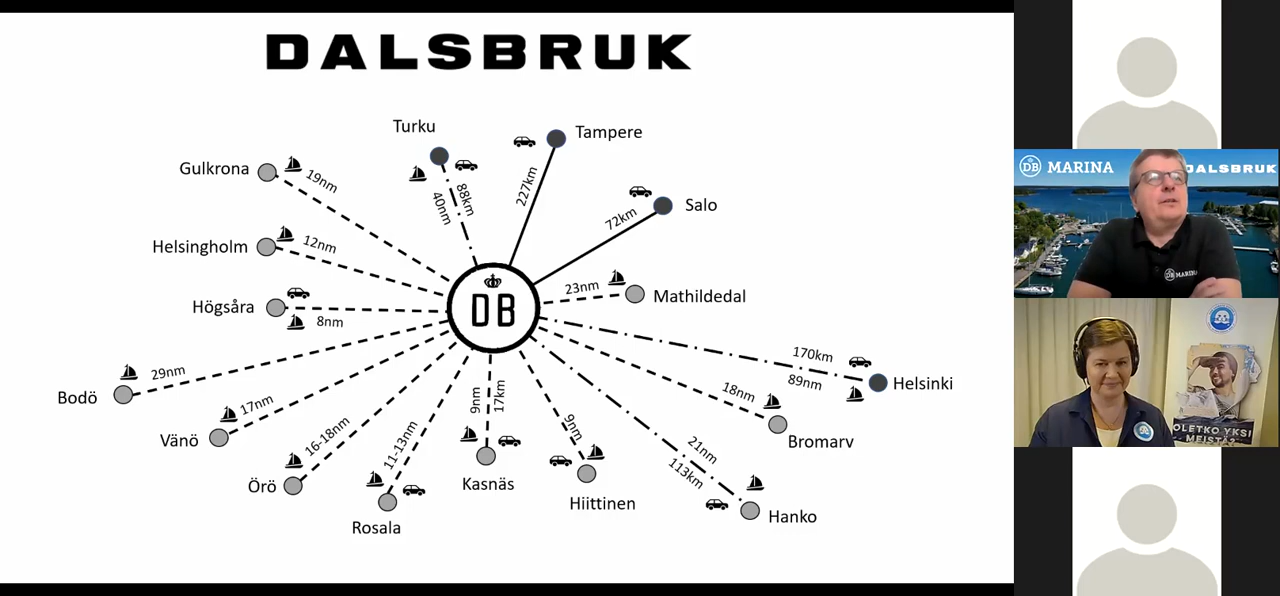 DALSBRUK
Turku
Tampere
Gulkrona
19nm
88km
40nm
227km
Salo
72km
Helsingholm
12nm
Högsåra
8nm
DB
23nm
Mathildedal
Bodö
29nm
170km
89nm
Helsinki
Vänö
17nm
18nm
Bromarv
Örö
16-18nm
Rosala
11-13nm
9nm
17km
Kasnäs
9nm
Hiittinen
21nm
113km
Hanko
DB MARINA
DALSBRUK
DB MARINA
OLETKO YKSI
MEISTÄ?